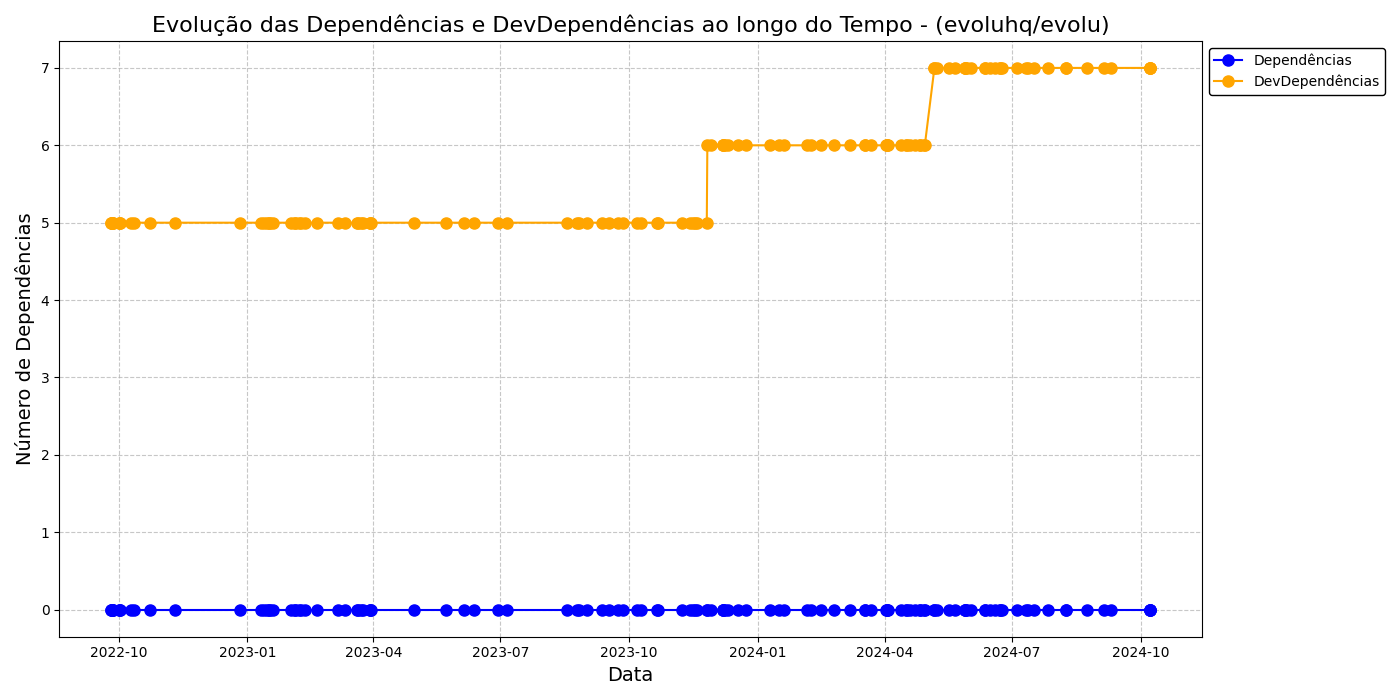 Evolução das Dependências e DevDependências ao longo do Tempo - (evoluhq/evolu)
Dependências
DevDependências
Número de Dependências
7
6
5
4
3
2
1
0
2022-10 2023-01 2023-04 2023-07 2023-10 2024-01 2024-04 2024-07 2024-10
Data